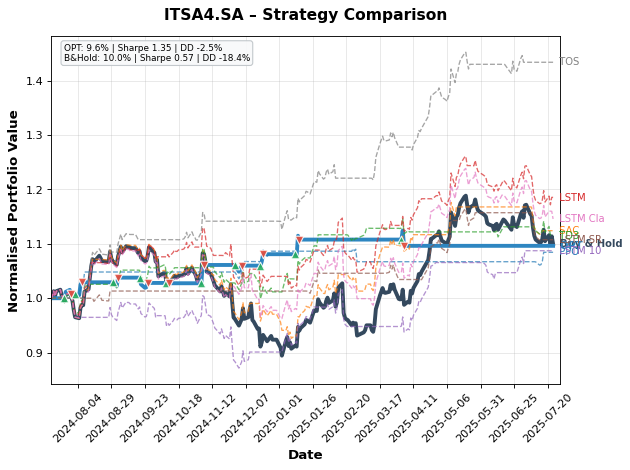 ITSA4.SA – Strategy Comparison
OPT: 9.6% | Sharpe 1.35 | DD -2.5%
B&Hold: 10.0% | Sharpe 0.57 | DD -18.4%
Normalised Portfolio Value
1.4
1.3
1.2
1.1
1.0
0.9
TOS
LSTM
LSTM Cla
& Hold
10
2024-08-04
2024-08-29
2024-09-23
2024-10-18
2024-11-12
2024-12-07
2025-01-01
2025-01-26
2025-02-20
2025-03-17
2025-04-11
2025-05-06
2025-05-31
2025-06-25
2025-07-20
Date